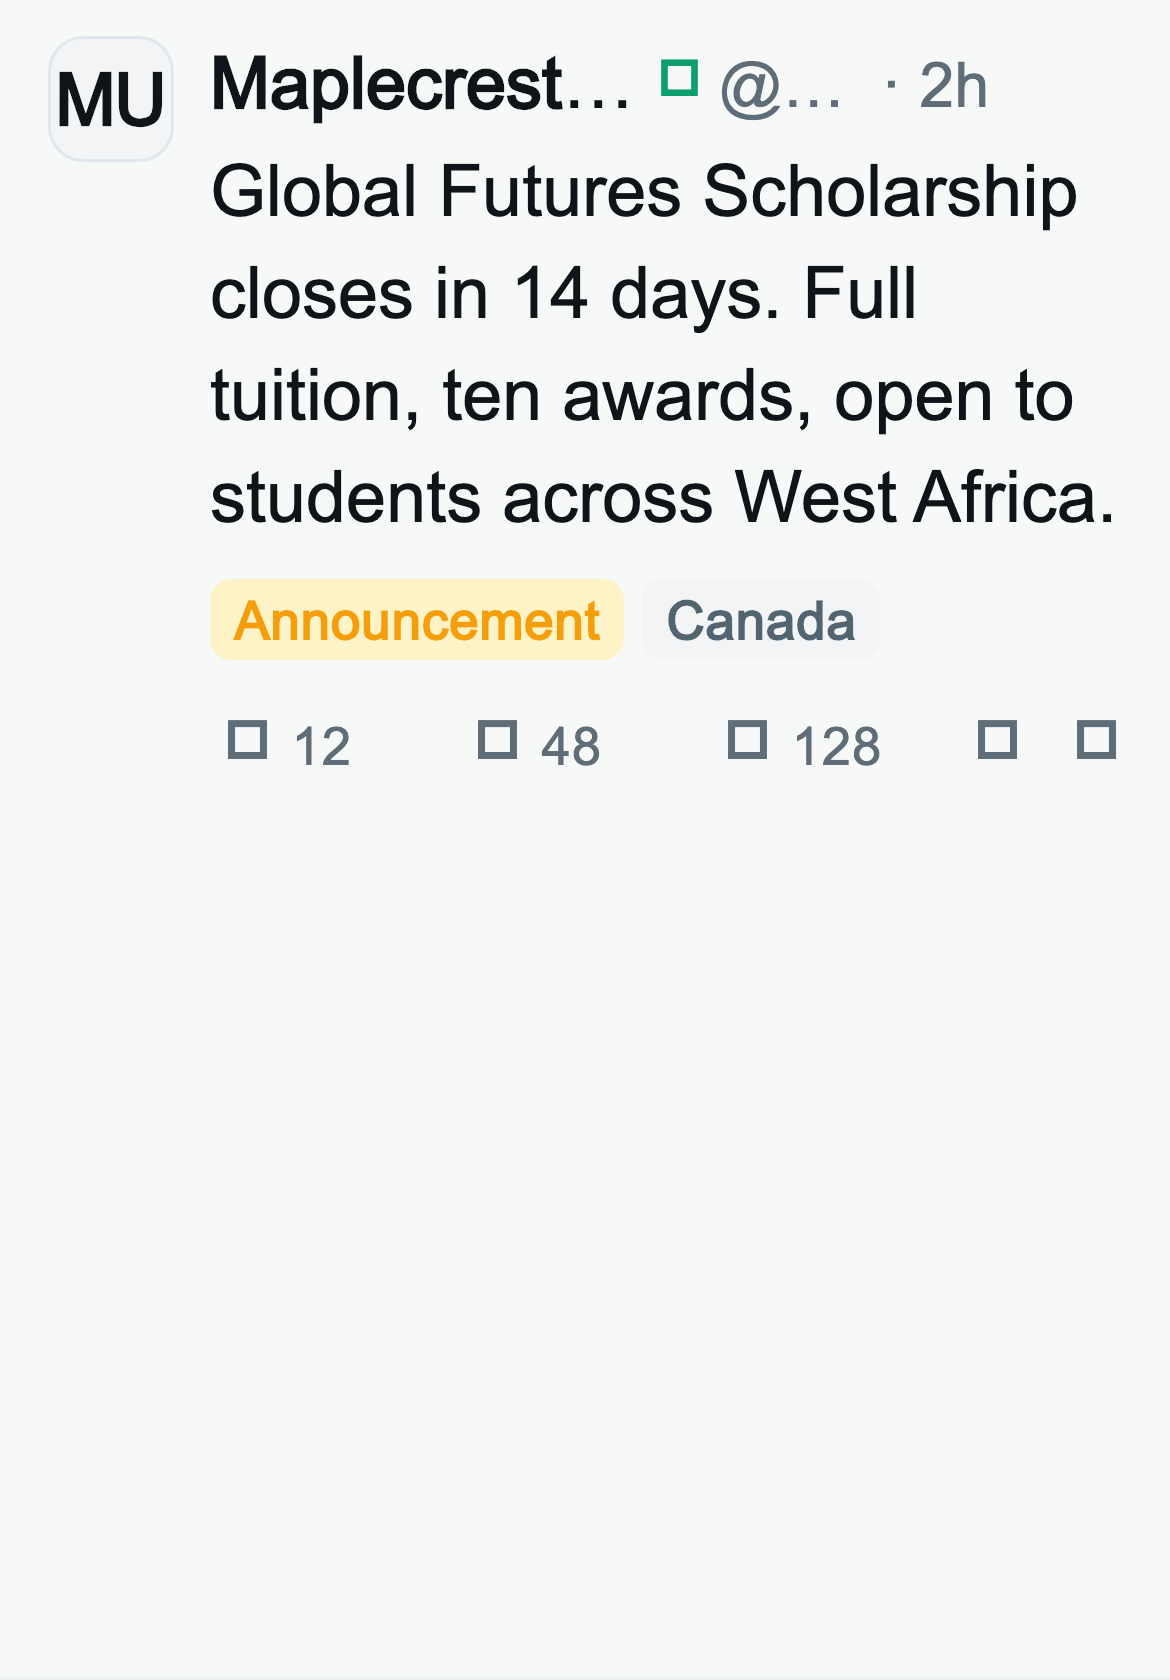 MU
Maplecrest… @… · 2h
Global Futures Scholarship
closes in 14 days. Full
tuition, ten awards, open to
students across West Africa.
Announcement Canada
12 48 128